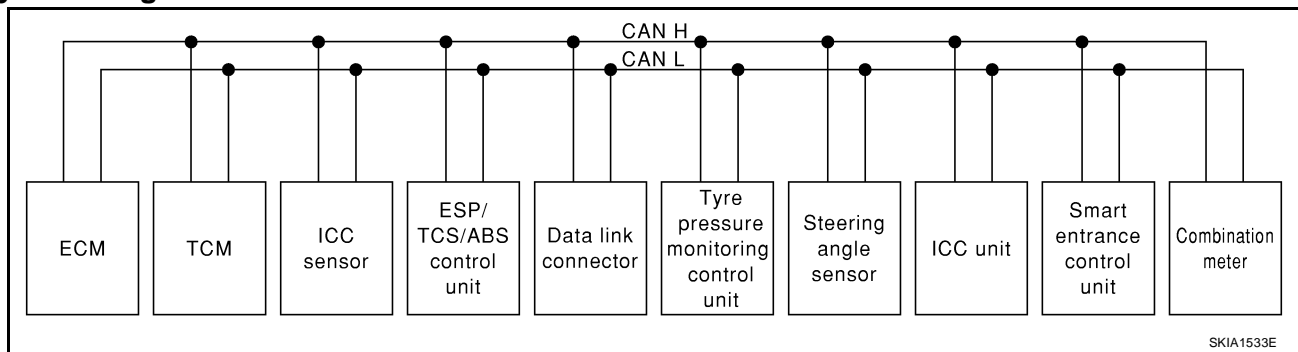 CAN H
CAN L
ECM
TCM
ICC
sensor
ESP/
TCS/ABS
control
unit
Data link
connector
Tyre
pressure
monitoring
control
unit
Steering
angle
sensor
ICC unit
Smart
entrance
control
unit
Combination
meter
SKIA1533E